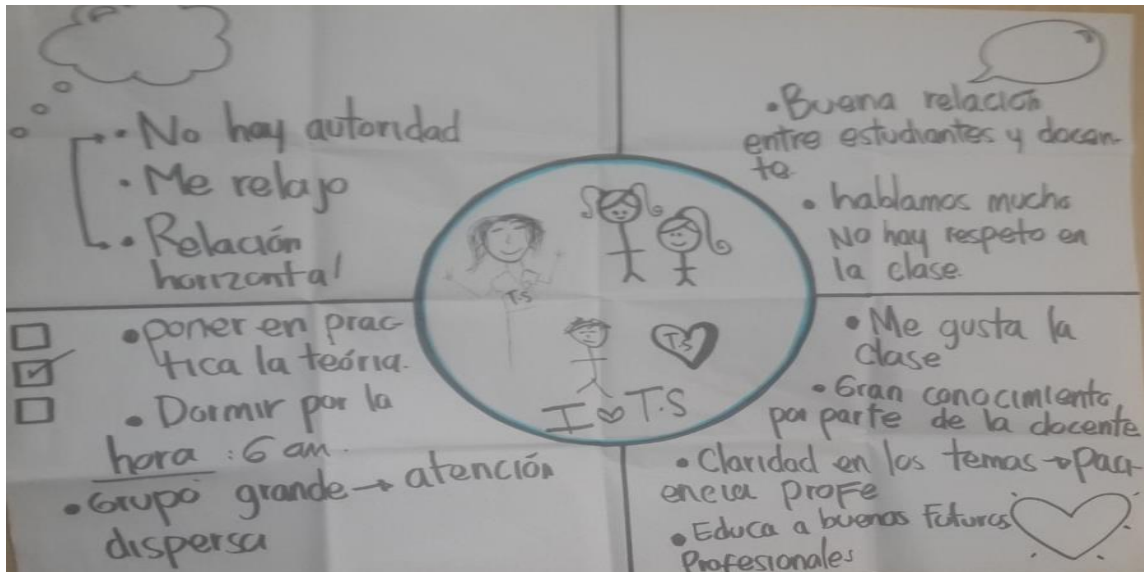 • No hay autoridad
• Me relajo
• Relación
horizontal
• Buena relación
entre estudiantes y docen-
te.
• hablamos mucho
No hay respeto en
la clase.
T.S
T.S
I ♡ T.S
• poner en prac-
tica la teória.
• Dormir por la
hora : 6 am.
• Grupo grande → atención
dispersa
• Me gusta la
clase
• Gran conocimiento
por parte de la docente
• Claridad en los temas → paci-
encia profe
• Educa a buenos futuros
Profesionales